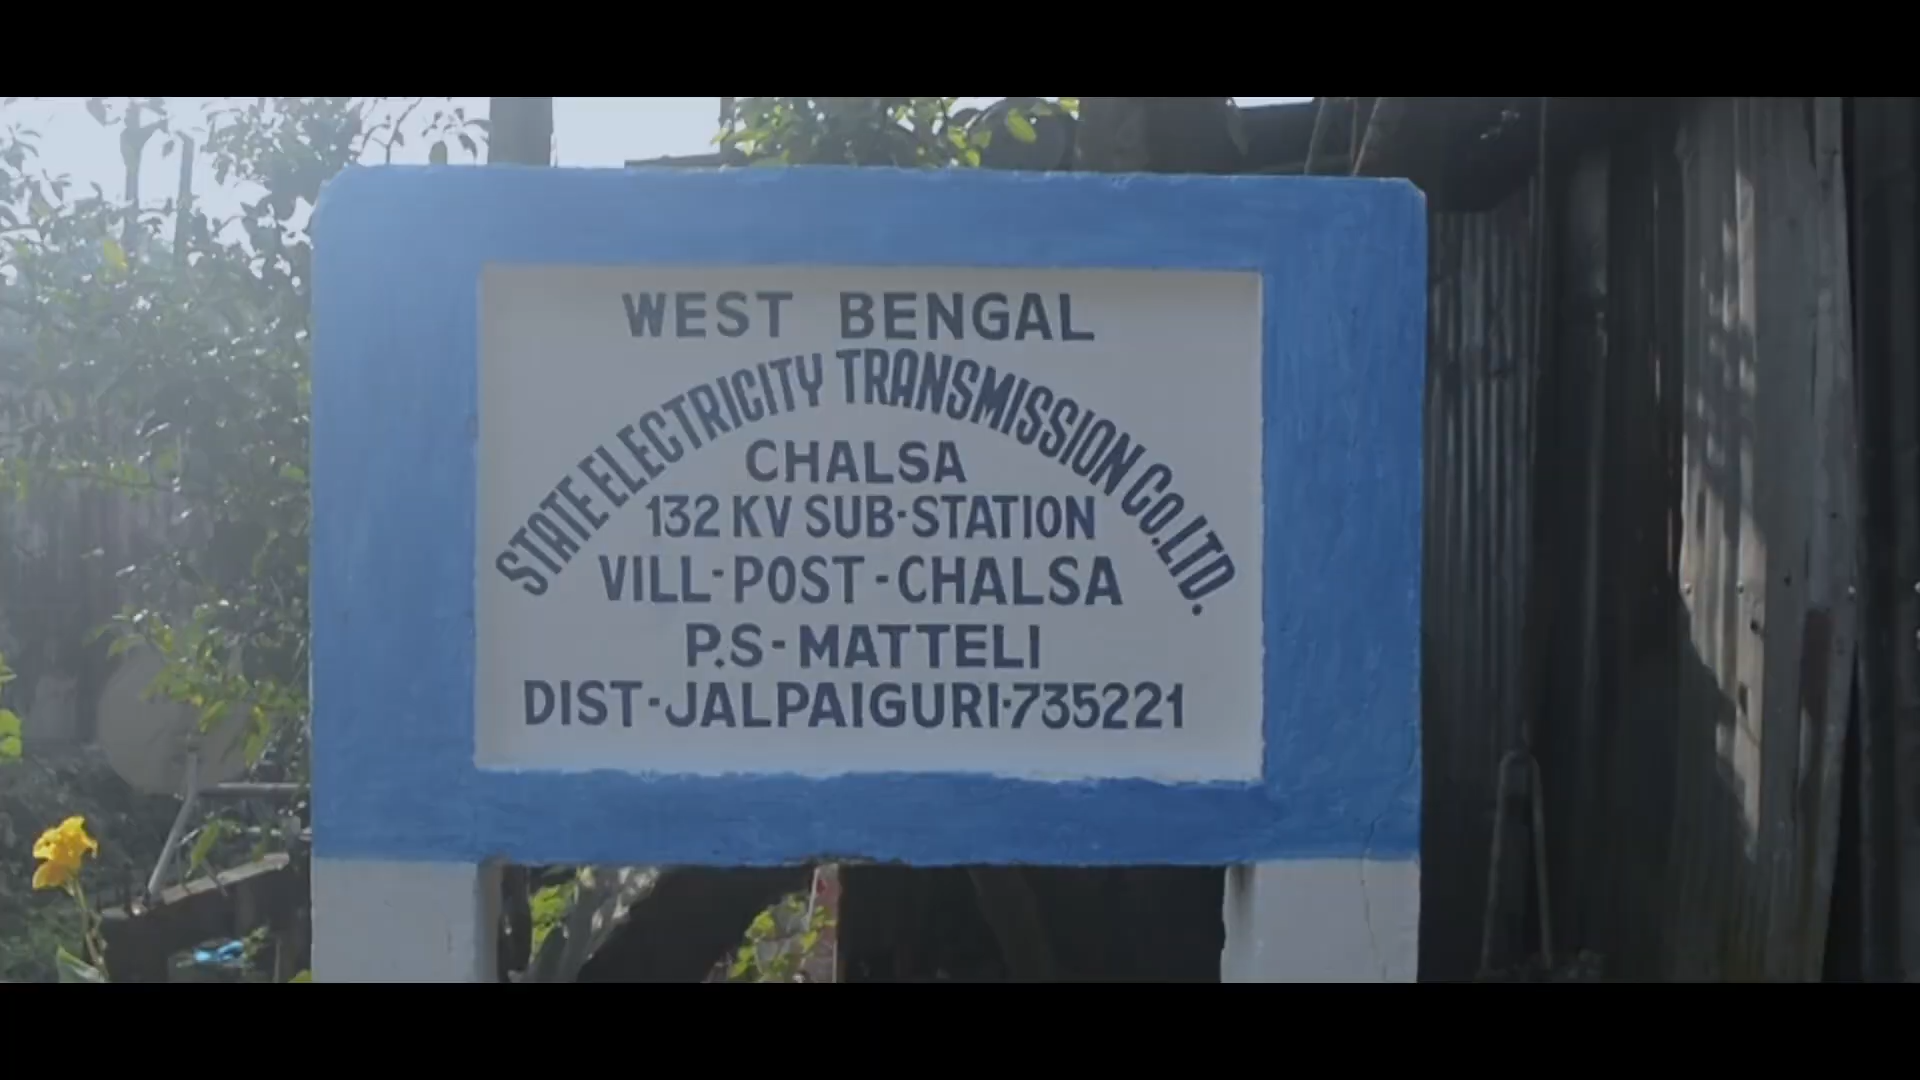 WEST BENGAL
STATE ELECTRICITY TRANSMISSION CO.LTD.
CHALSA
132 KV SUB-STATION
VILL-POST-CHALSA
P.S-MATTELI
DIST-JALPAIGURI-735221